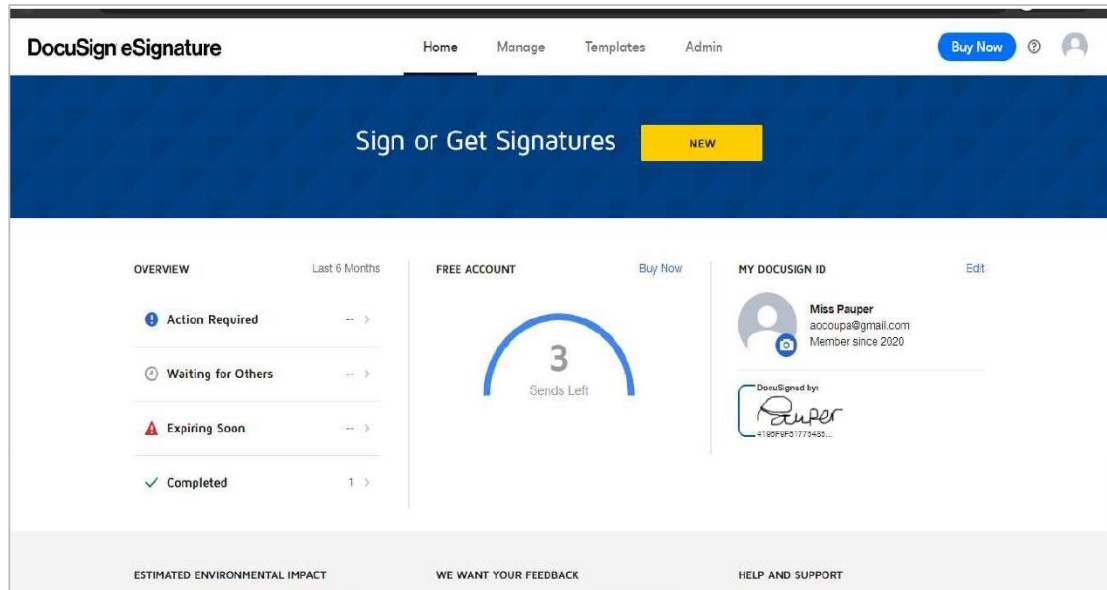 DocuSign eSignature
Home Manage Templates Admin
Buy Now
Sign or Get Signatures NEW
OVERVIEW Last 6 Months
Action Required -- >
Waiting for Others -- >
Expiring Soon -- >
Completed 1 >
FREE ACCOUNT Buy Now
3
Sends Left
MY DOCUSIGN ID Edit
Miss Pauper
aocoupa@gmail.com
Member since 2020
DocuSigned by:
Pauper
ESTIMATED ENVIRONMENTAL IMPACT
WE WANT YOUR FEEDBACK
HELP AND SUPPORT